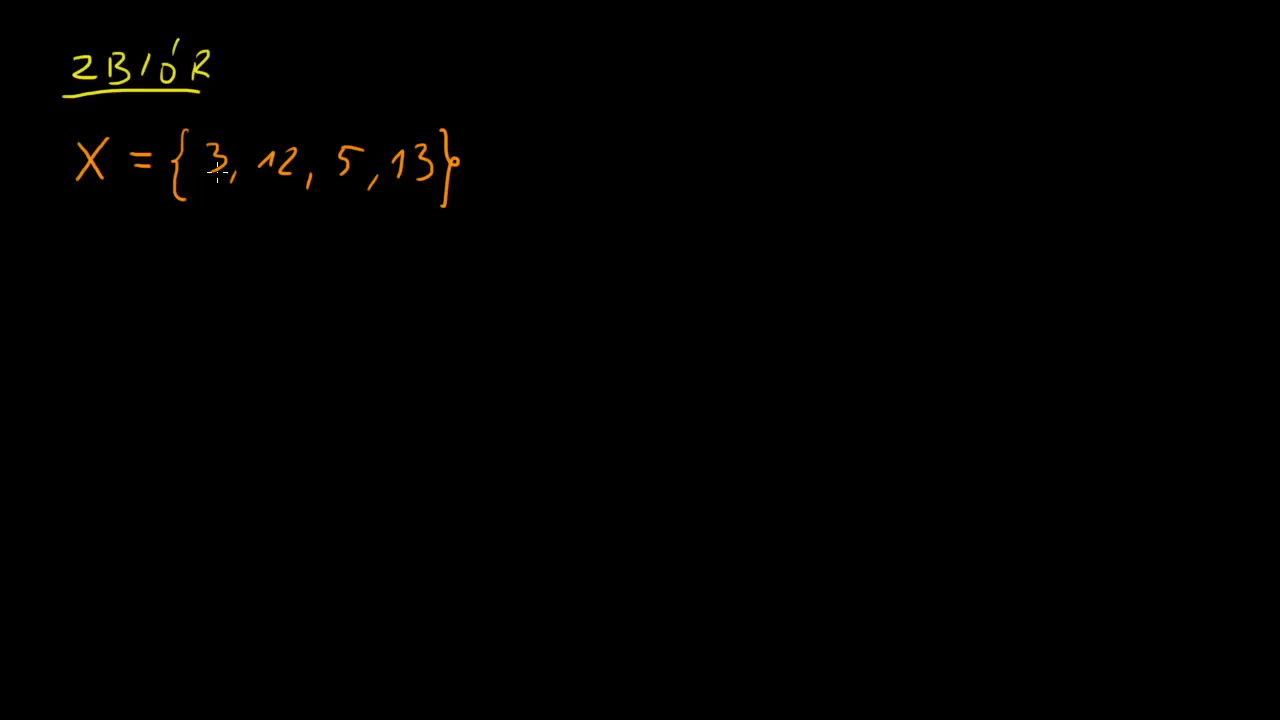 ZBIÓR
X = { 3, 12, 5, 13}